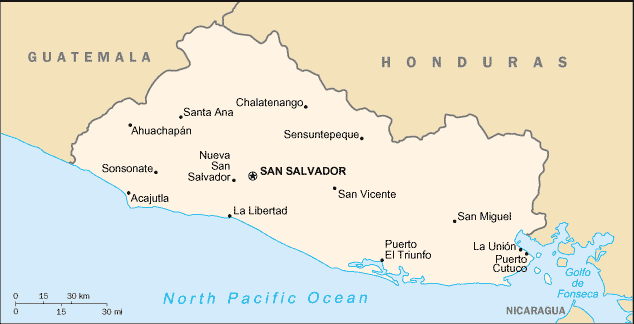 GUATEMALA
HONDURAS
Chalatenango
Santa Ana
Ahuachapán
Sensuntepeque
Nueva
San
Salvador
SAN SALVADOR
Sonsonate
Acajutla
San Vicente
La Libertad
San Miguel
Puerto
El Triunfo
La Unión
Puerto
Cutuco
Golfo
de
Fonseca
North Pacific Ocean
NICARAGUA
0 15 30 km
0 15 30 mi